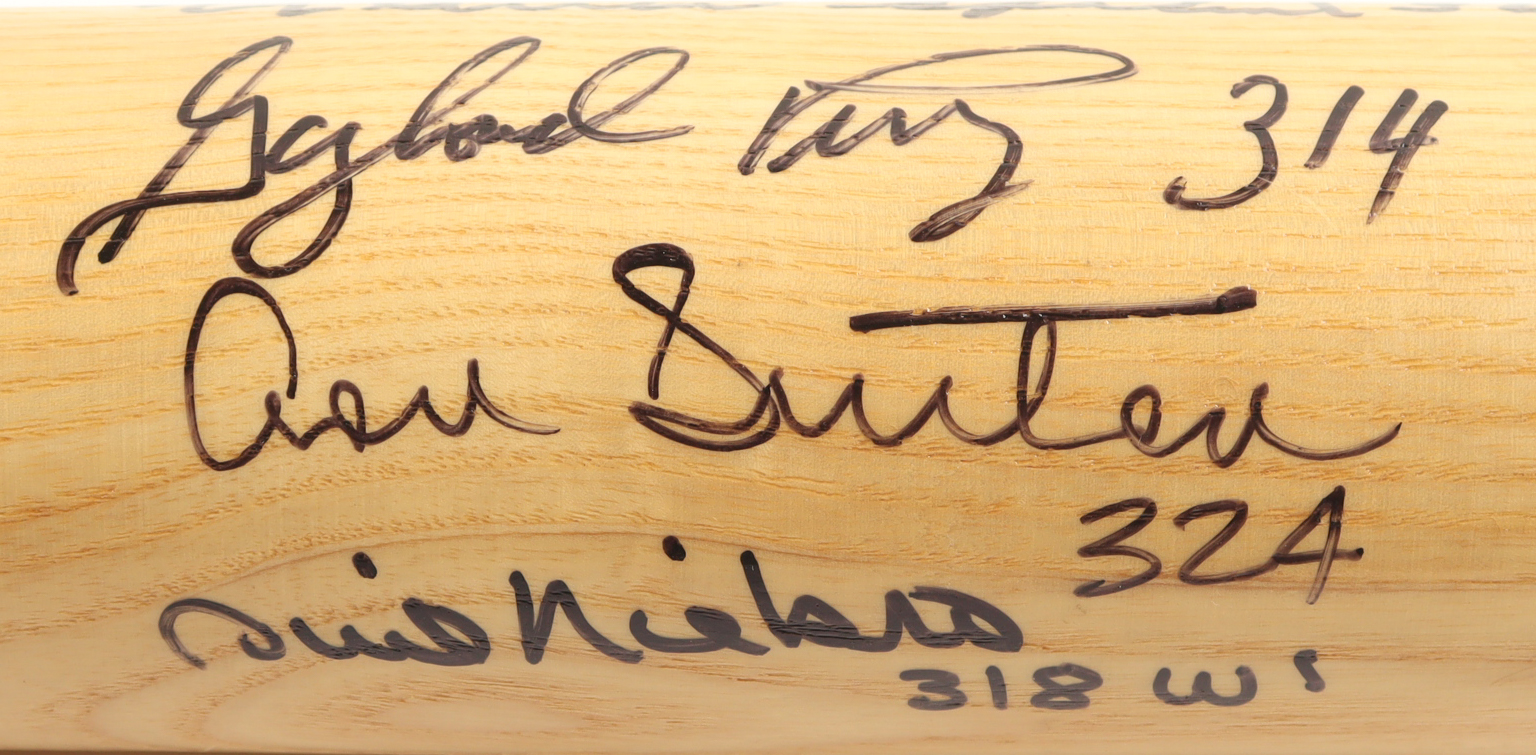 Gaylord Perry 314
Don Sutton
324
Phil Niekro
318 W's